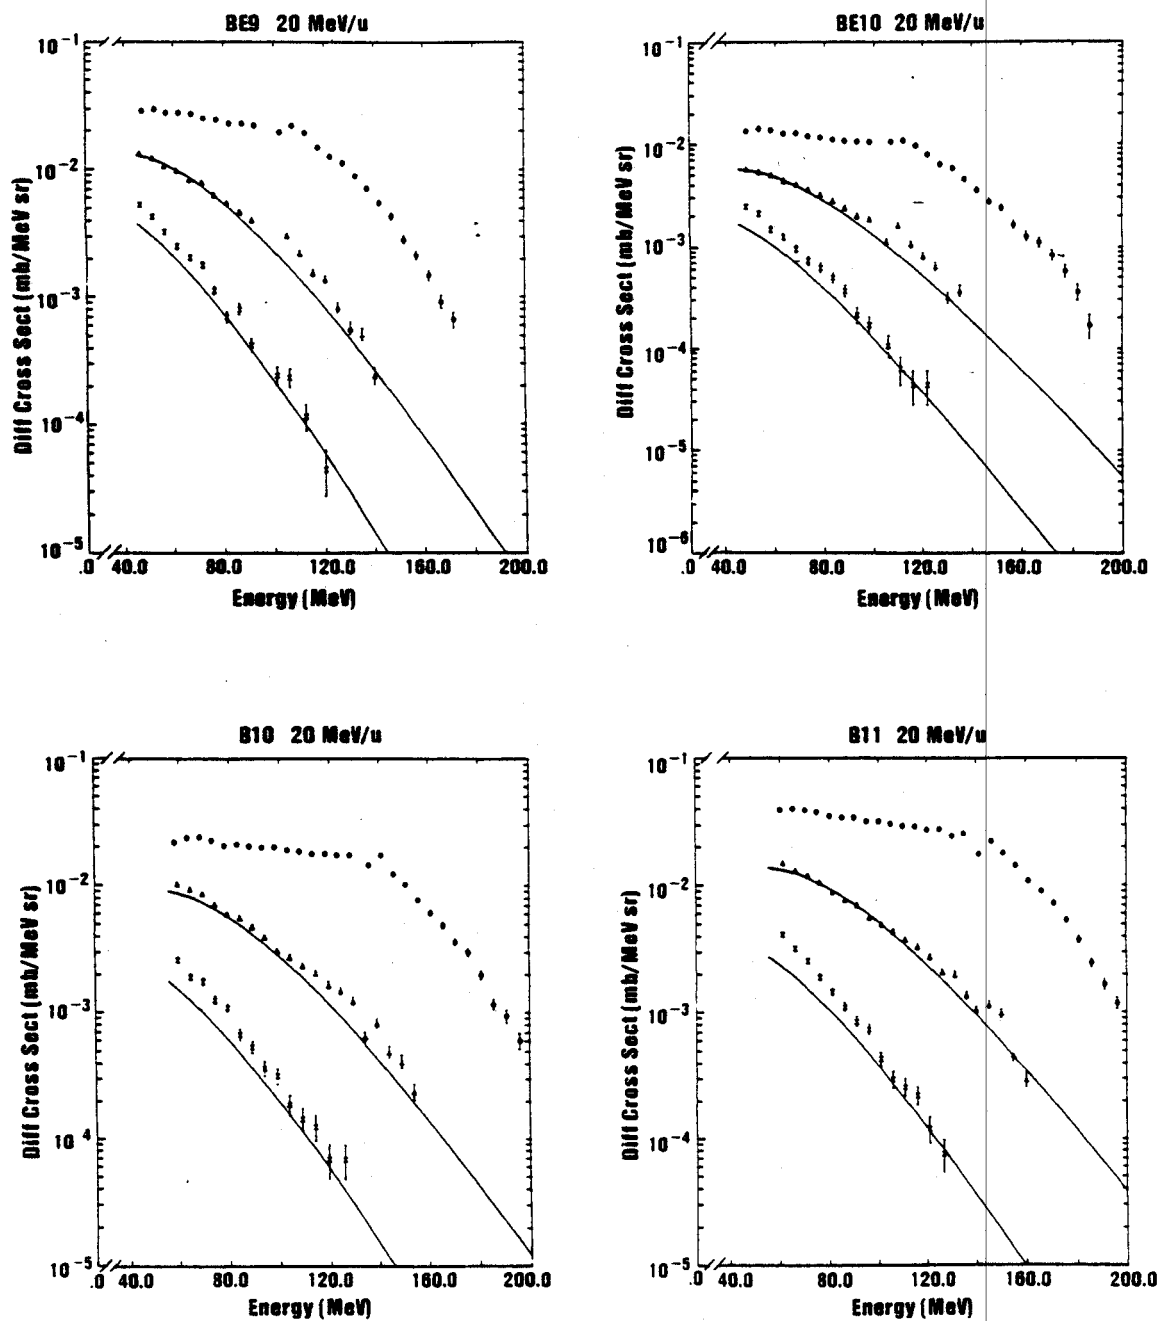 BE9 20 MeV/u
10⁻¹
10⁻²
10⁻³
10⁻⁴
10⁻⁵
Diff Cross Sect (mb/MeV sr)
.0 40.0 80.0 120.0 160.0 200.0
Energy (MeV)
BE10 20 MeV/u
10⁻¹
10⁻²
10⁻³
10⁻⁴
10⁻⁵
10⁻⁶
Diff Cross Sect (mb/MeV sr)
.0 40.0 80.0 120.0 160.0 200.0
Energy (MeV)
B10 20 MeV/u
10⁻¹
10⁻²
10⁻³
10⁻⁴
10⁻⁵
Diff Cross Sect (mb/MeV sr)
.0 40.0 80.0 120.0 160.0 200.0
Energy (MeV)
B11 20 MeV/u
10⁻¹
10⁻²
10⁻³
10⁻⁴
10⁻⁵
Diff Cross Sect (mb/MeV sr)
.0 40.0 80.0 120.0 160.0 200.0
Energy (MeV)